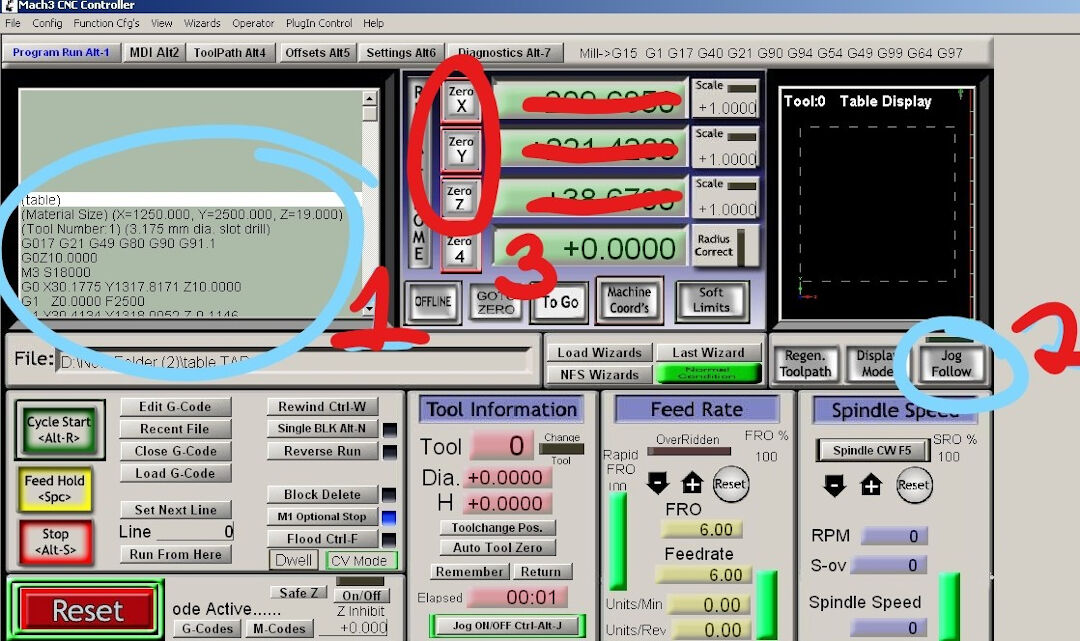 Mach3 CNC Controller
File Config Function Cfg's View Wizards Operator PlugIn Control Help
Program Run Alt-1 MDI Alt2 ToolPath Alt4 Offsets Alt5 Settings Alt6 Diagnostics Alt-7 Mill->G15 G1 G17 G40 G21 G90 G94 G54 G49 G99 G64 G97
(table)
(Material Size) (X=1250.000, Y=2500.000, Z=19.000)
(Tool Number:1) (3.175 mm dia. slot drill)
G017 G21 G49 G80 G90 G91.1
G0Z10.0000
M3 S18000
G0 X30.1775 Y1317.8171 Z10.0000
G1 Z0.0000 F2500
1
Zero X
Scale
+1.0000
Zero Y
Scale
+1.0000
Zero Z
Scale
+1.0000
Zero 4
+0.0000
Radius Correct
3
OFFLINE
GOTO ZERO
To Go
Machine Coord's
Soft Limits
Tool:0 Table Display
Regen. Toolpath
Display Mode
Jog Follow
2
File:
Load Wizards Last Wizard
NFS Wizards Normal Condition
Cycle Start <Alt-R>
Feed Hold <Spc>
Stop <Alt-S>
Edit G-Code
Recent File
Close G-Code
Load G-Code
Set Next Line
Line 0
Run From Here
Rewind Ctrl-W
Single BLK Alt-N
Reverse Run
Block Delete
M1 Optional Stop
Flood Ctrl-F
Dwell CV Mode
Reset
ode Active......
G-Codes M-Codes
Safe Z
On/Off
Z Inhibit
+0.000
Tool Information
Tool 0 Change Tool
Dia. +0.0000
H +0.0000
Toolchange Pos.
Auto Tool Zero
Remember Return
Elapsed 00:01
Jog ON/OFF Ctrl-Alt-J
Feed Rate
OverRidden
FRO %
100
Rapid FRO
100
Reset
FRO
6.00
Feedrate
6.00
Units/Min 0.00
Units/Rev 0.00
Spindle Speed
Spindle CW F5
SRO %
100
Reset
RPM 0
S-ov 0
Spindle Speed
0